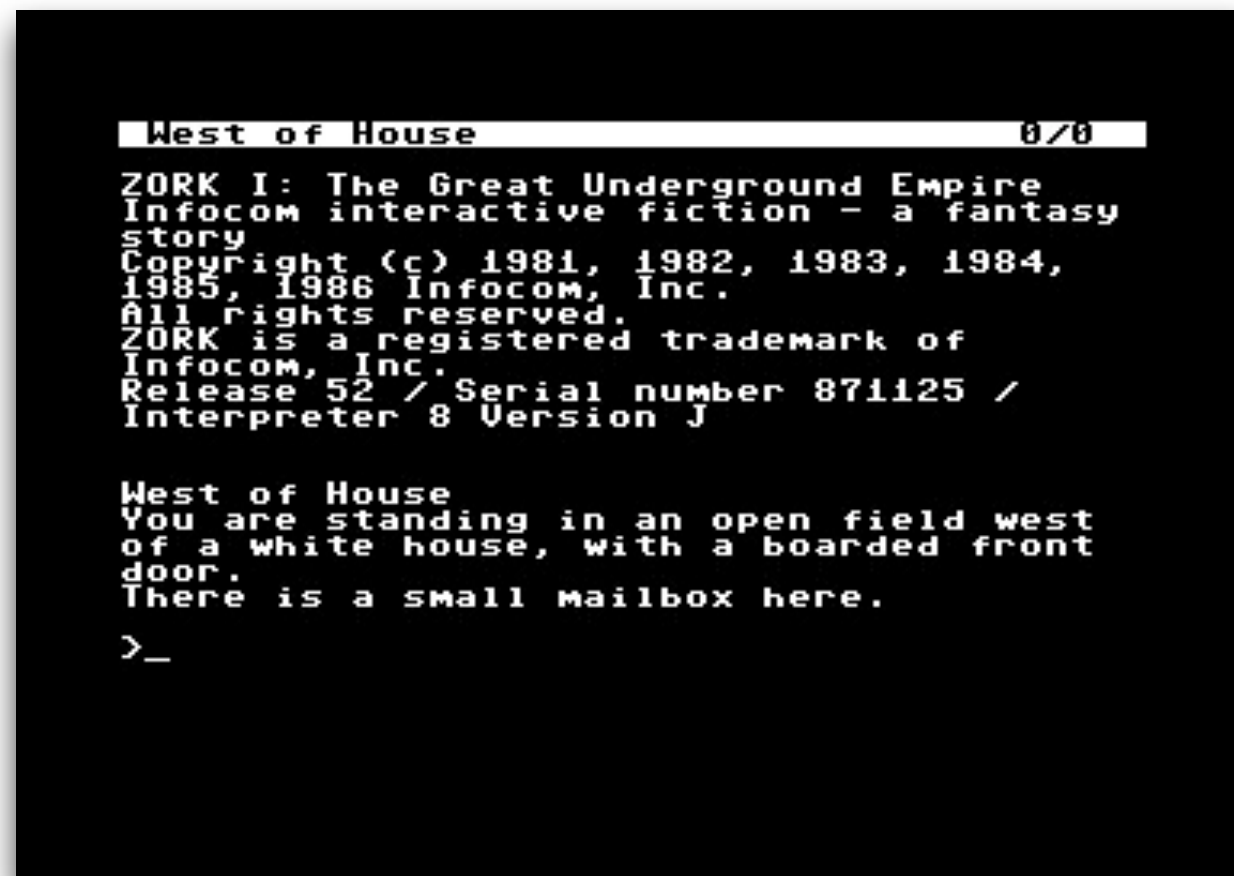 West of House 0/0
ZORK I: The Great Underground Empire
Infocom interactive fiction - a fantasy
story
Copyright (c) 1981, 1982, 1983, 1984,
1985, 1986 Infocom, Inc.
All rights reserved.
ZORK is a registered trademark of
Infocom, Inc.
Release 52 / Serial number 871125 /
Interpreter 8 Version J
West of House
You are standing in an open field west
of a white house, with a boarded front
door.
There is a small mailbox here.
>_